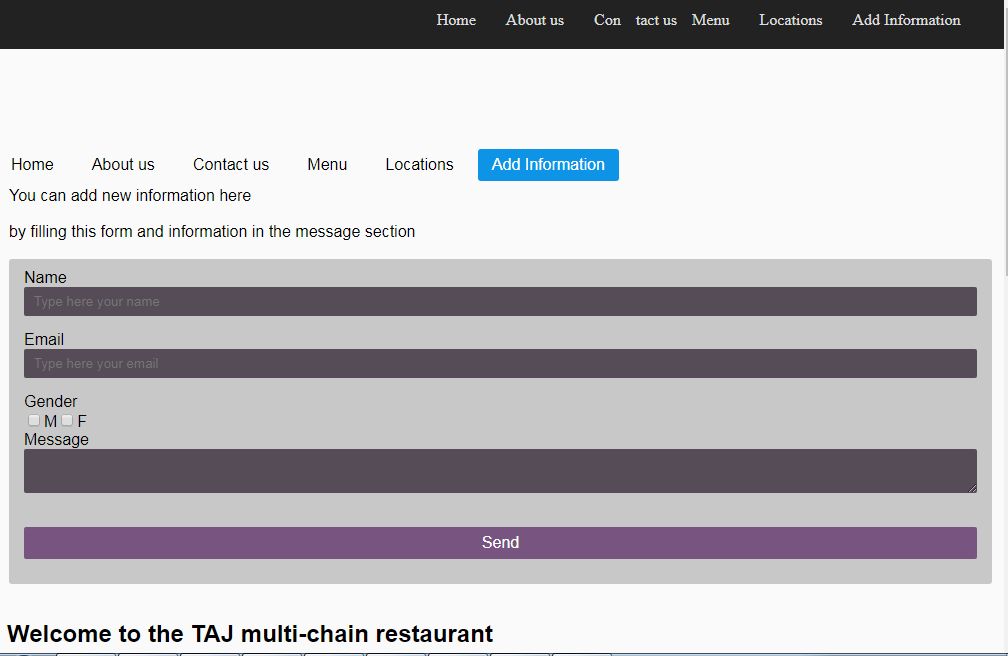 Home About us Con tact us Menu Locations Add Information
Home About us Contact us Menu Locations Add Information
You can add new information here
by filling this form and information in the message section
Name
Type here your name
Email
Type here your email
Gender
M F
Message
Send
Welcome to the TAJ multi-chain restaurant